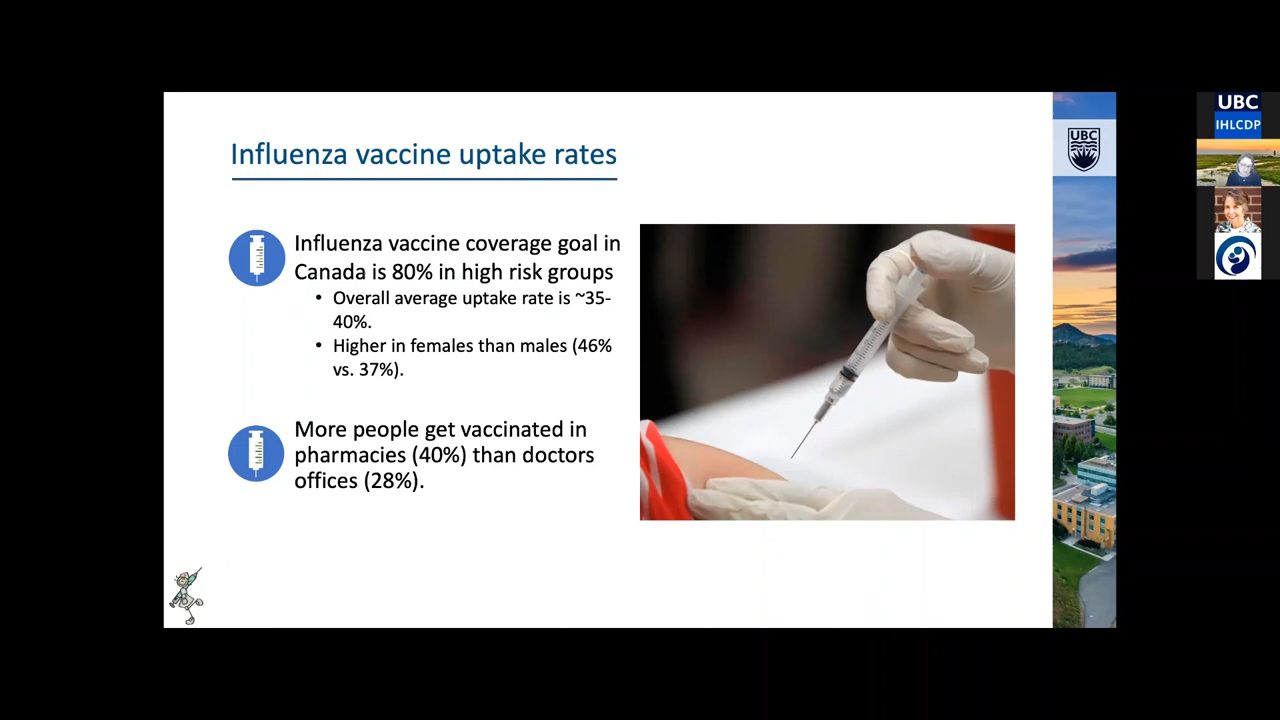 Influenza vaccine uptake rates
Influenza vaccine coverage goal in
Canada is 80% in high risk groups
• Overall average uptake rate is ~35-
40%.
• Higher in females than males (46%
vs. 37%).
More people get vaccinated in
pharmacies (40%) than doctors
offices (28%).
UBC
UBC
IHLCDP